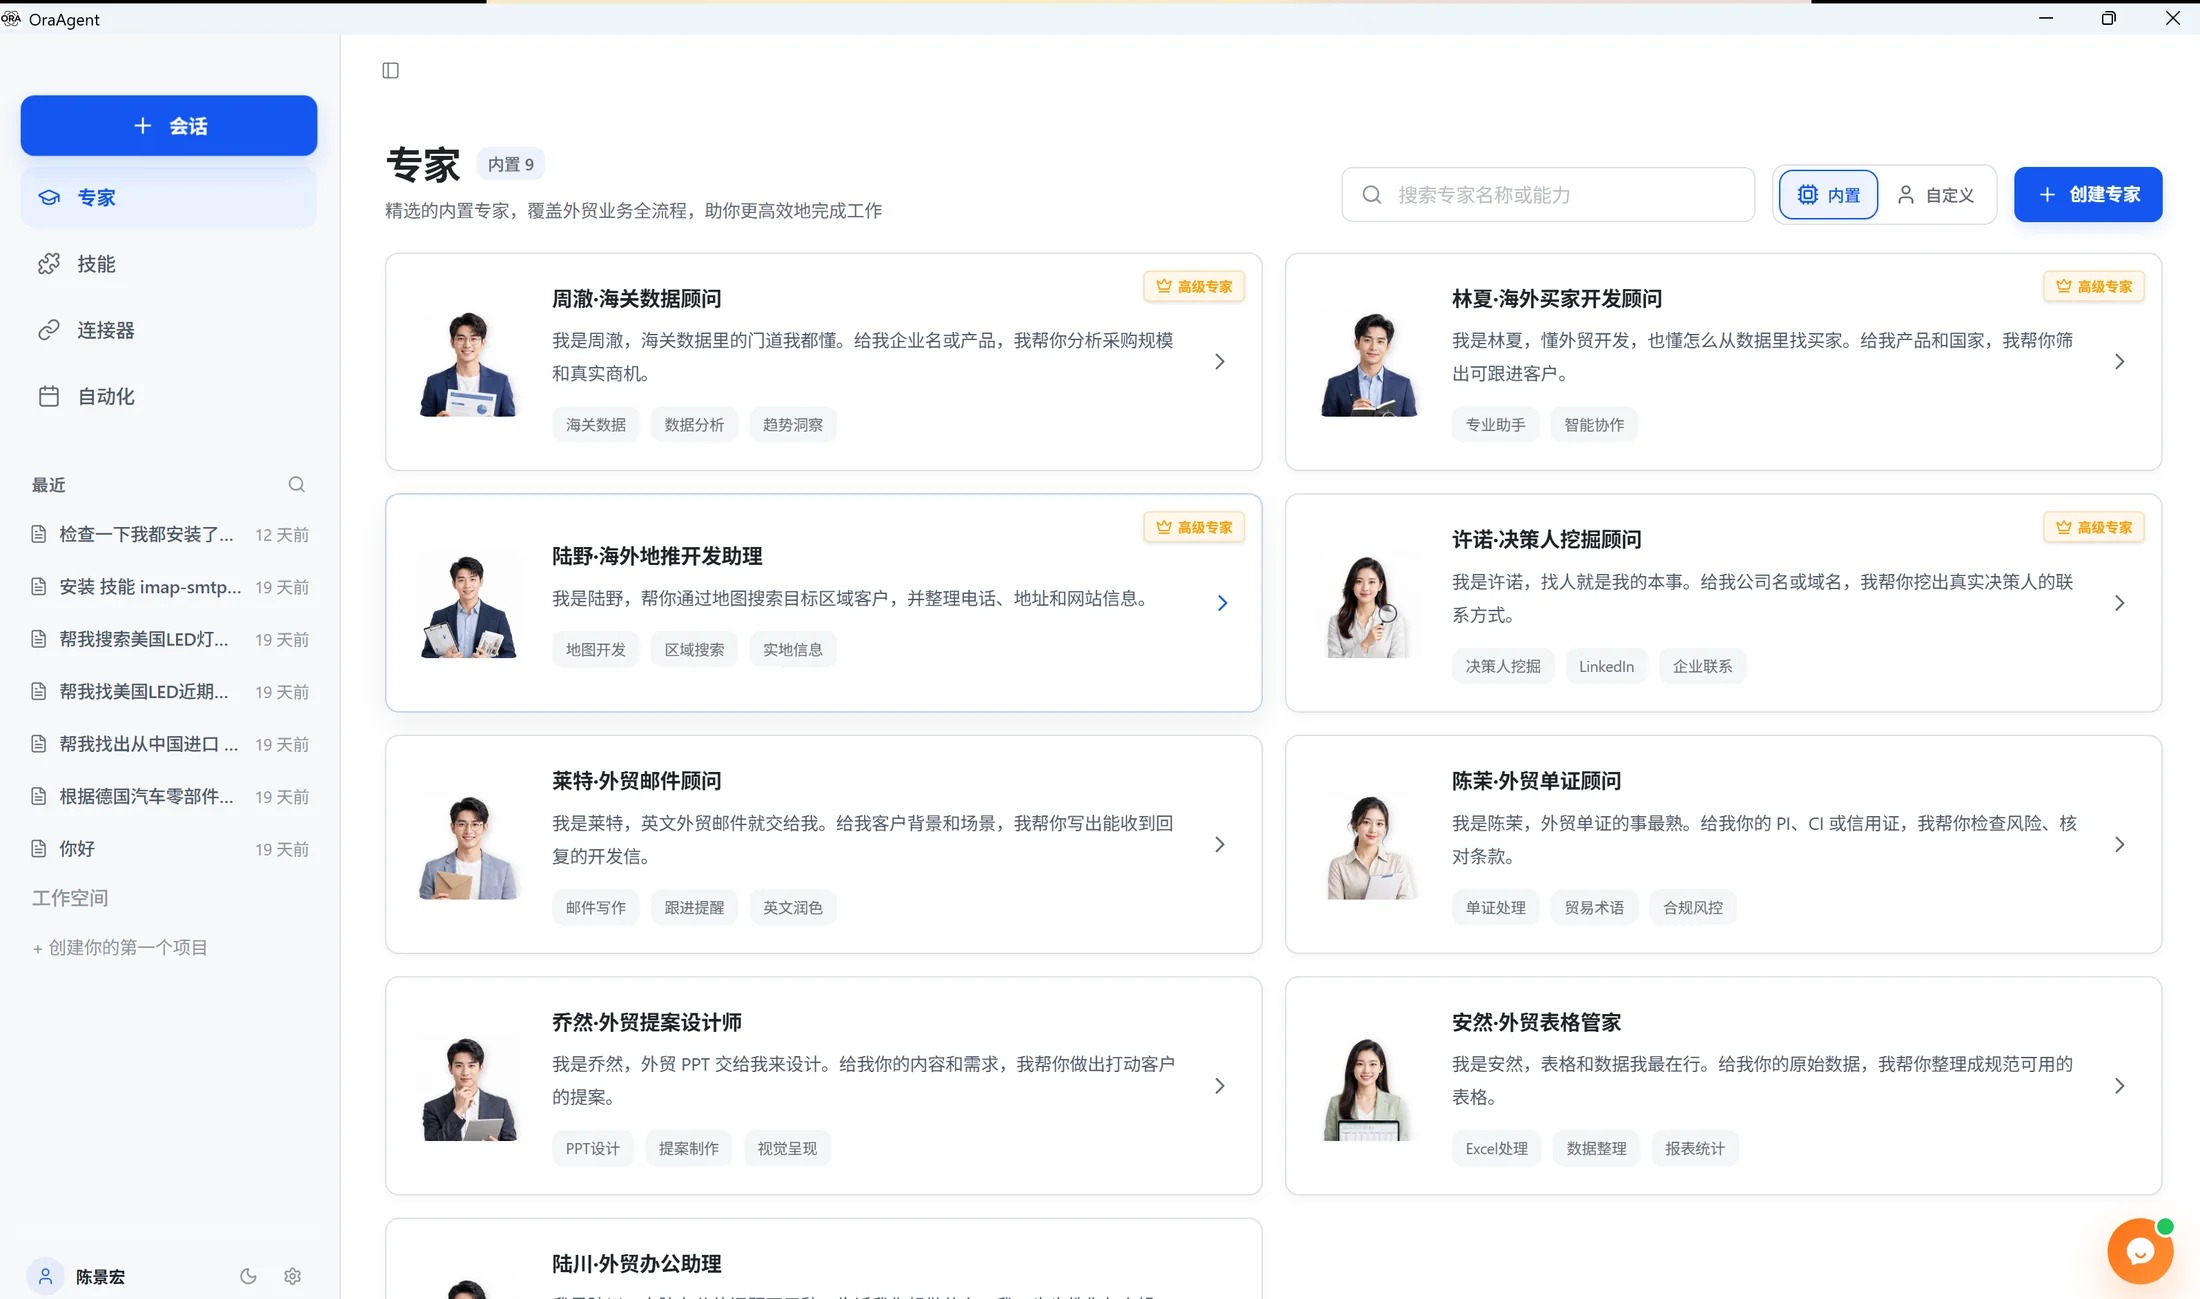 OraAgent
会话
专家
技能
连接器
自动化
最近
检查一下我都安装了... 12 天前
安装 技能 imap-smtp... 19 天前
帮我搜索美国LED灯... 19 天前
帮我找美国LED近期... 19 天前
帮我找出从中国进口 ... 19 天前
根据德国汽车零部件... 19 天前
你好 19 天前
工作空间
+ 创建你的第一个项目
陈景宏
专家 内置 9
精选的内置专家，覆盖外贸业务全流程，助你更高效地完成工作
搜索专家名称或能力
内置 自定义
+ 创建专家
高级专家
周澈·海关数据顾问
我是周澈，海关数据里的门道我都懂。给我企业名或产品，我帮你分析采购规模
和真实商机。
海关数据 数据分析 趋势洞察
高级专家
林夏·海外买家开发顾问
我是林夏，懂外贸开发，也懂怎么从数据里找买家。给我产品和国家，我帮你筛
出可跟进客户。
专业助手 智能协作
高级专家
陆野·海外地推开发助理
我是陆野，帮你通过地图搜索目标区域客户，并整理电话、地址和网站信息。
地图开发 区域搜索 实地信息
高级专家
许诺·决策人挖掘顾问
我是许诺，找人就是我的本事。给我公司名或域名，我帮你挖出真实决策人的联
系方式。
决策人挖掘 LinkedIn 企业联系
莱特·外贸邮件顾问
我是莱特，英文外贸邮件就交给我。给我客户背景和场景，我帮你写出能收到回
复的开发信。
邮件写作 跟进提醒 英文润色
陈茉·外贸单证顾问
我是陈茉，外贸单证的事最熟。给我你的 PI、CI 或信用证，我帮你检查风险、核
对条款。
单证处理 贸易术语 合规风控
乔然·外贸提案设计师
我是乔然，外贸 PPT 交给我来设计。给我你的内容和需求，我帮你做出打动客户
的提案。
PPT设计 提案制作 视觉呈现
安然·外贸表格管家
我是安然，表格和数据我最在行。给我你的原始数据，我帮你整理成规范可用的
表格。
Excel处理 数据整理 报表统计
陆川·外贸办公助理